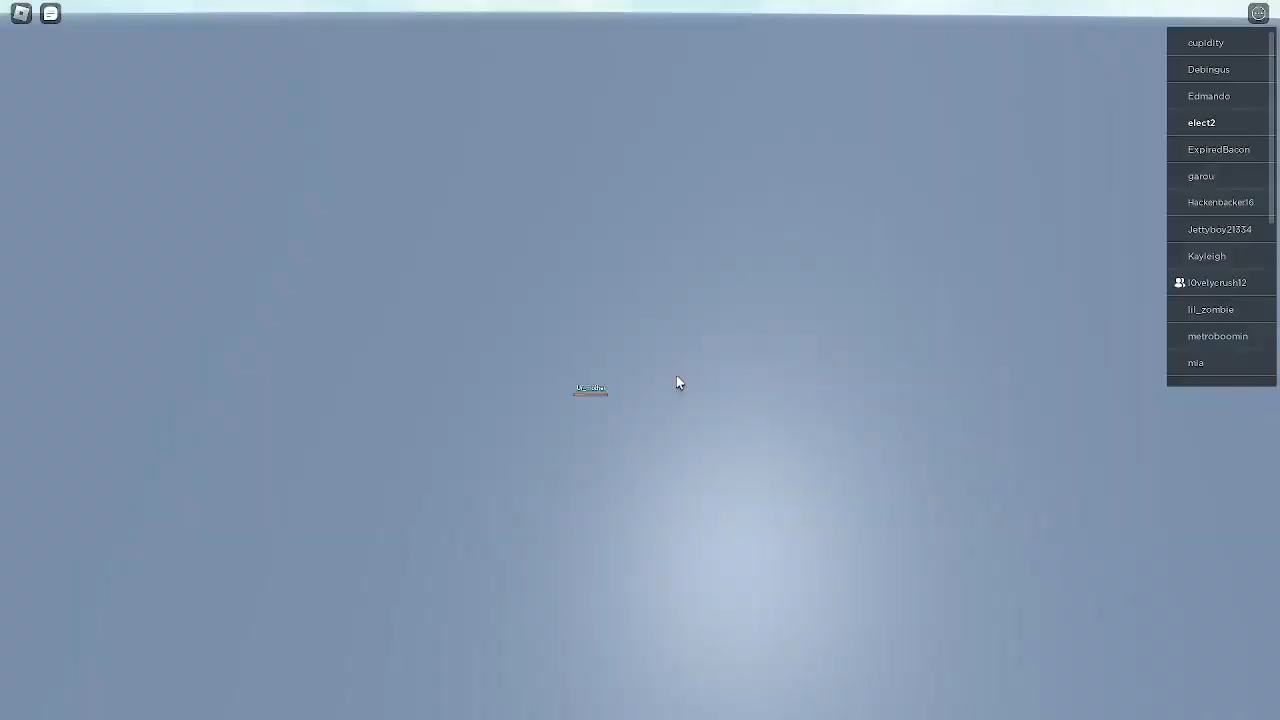 cupidity
Debingus
Edmando
elect2
ExpiredBacon
garou
Hackenbacker16
Jettyboy21334
Kayleigh
l0velycrush12
lil_zombie
metroboomin
mia